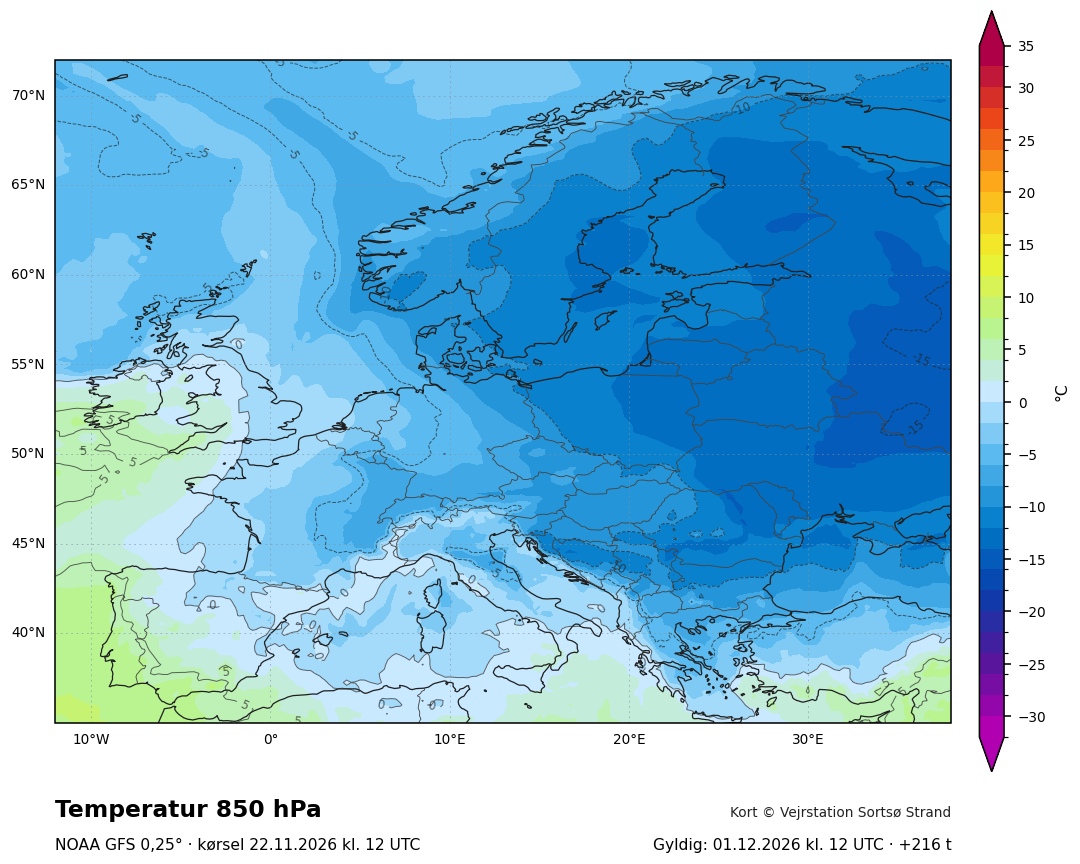 35
30
25
20
15
10
5
0
−5
−10
−15
−20
−25
−30
°C
70°N
65°N
60°N
55°N
50°N
45°N
40°N
10°W
0°
10°E
20°E
30°E
Temperatur 850 hPa
Kort © Vejrstation Sortsø Strand
NOAA GFS 0,25° · kørsel 22.11.2026 kl. 12 UTC
Gyldig: 01.12.2026 kl. 12 UTC · +216 t